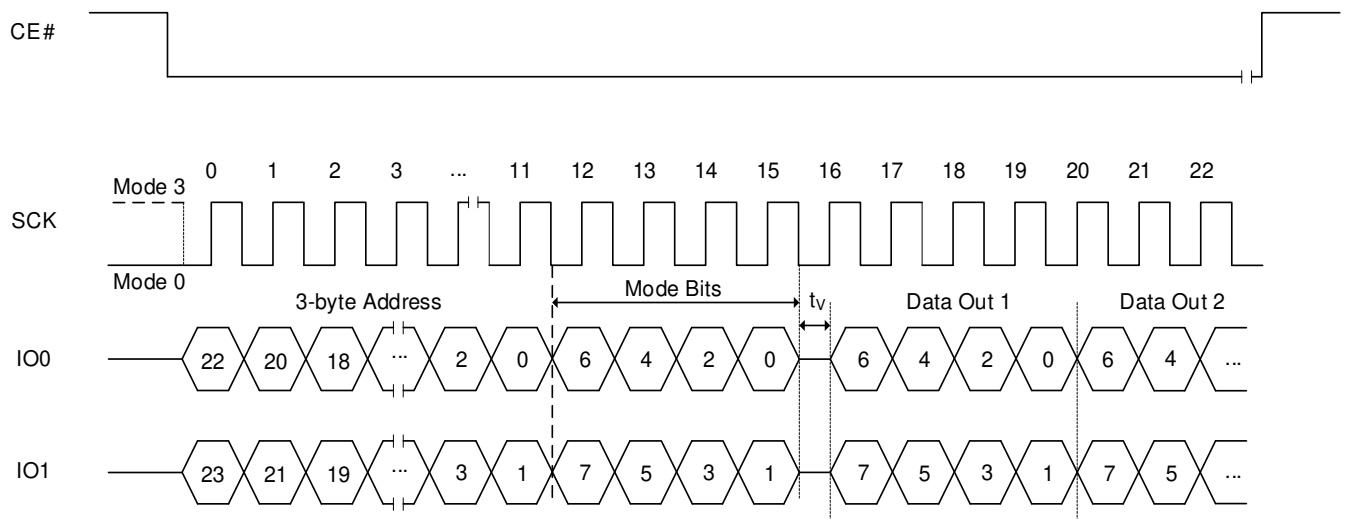 CE#
0 1 2 3 ... 11 12 13 14 15 16 17 18 19 20 21 22
Mode 3
SCK
Mode 0
3-byte Address Mode Bits tV Data Out 1 Data Out 2
IO0 22 20 18 ... 2 0 6 4 2 0 6 4 2 0 6 4 ...
IO1 23 21 19 ... 3 1 7 5 3 1 7 5 3 1 7 5 ...